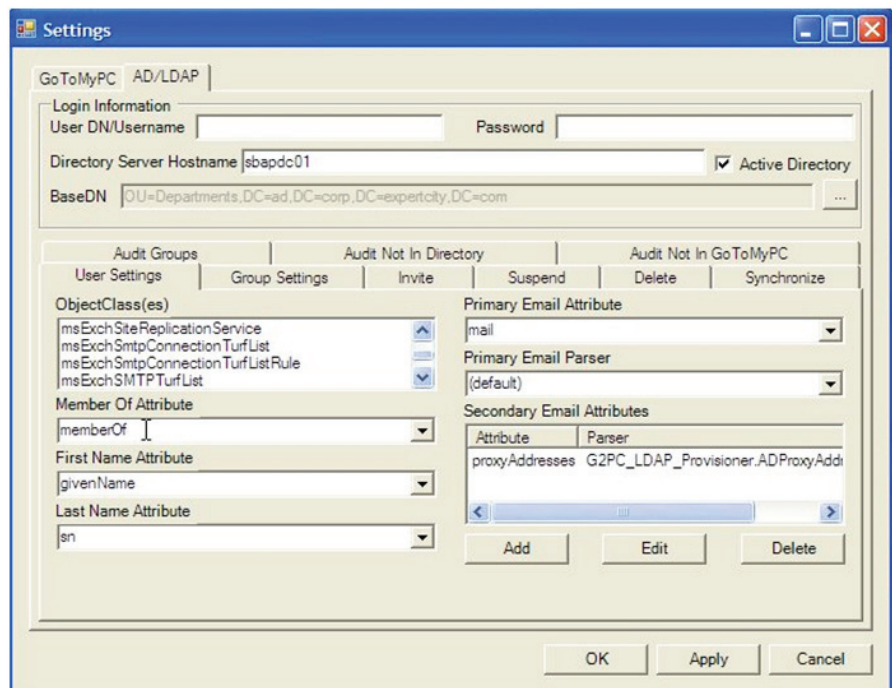 Settings
GoToMyPC AD/LDAP
Login Information
User DN/Username Password
Directory Server Hostname sbapdc01 Active Directory
BaseDN OU=Departments,DC=ad,DC=corp,DC=expertcity,DC=com ...
Audit Groups Audit Not In Directory Audit Not In GoToMyPC
User Settings Group Settings Invite Suspend Delete Synchronize
ObjectClass(es)
msExchSiteReplicationService
msExchSmtpConnectionTurfList
msExchSmtpConnectionTurfListRule
msExchSMTPTurfList
Member Of Attribute
memberOf
First Name Attribute
givenName
Last Name Attribute
sn
Primary Email Attribute
mail
Primary Email Parser
(default)
Secondary Email Attributes
Attribute Parser
proxyAddresses G2PC_LDAP_Provisioner.ADProxyAddr
Add Edit Delete
OK Apply Cancel